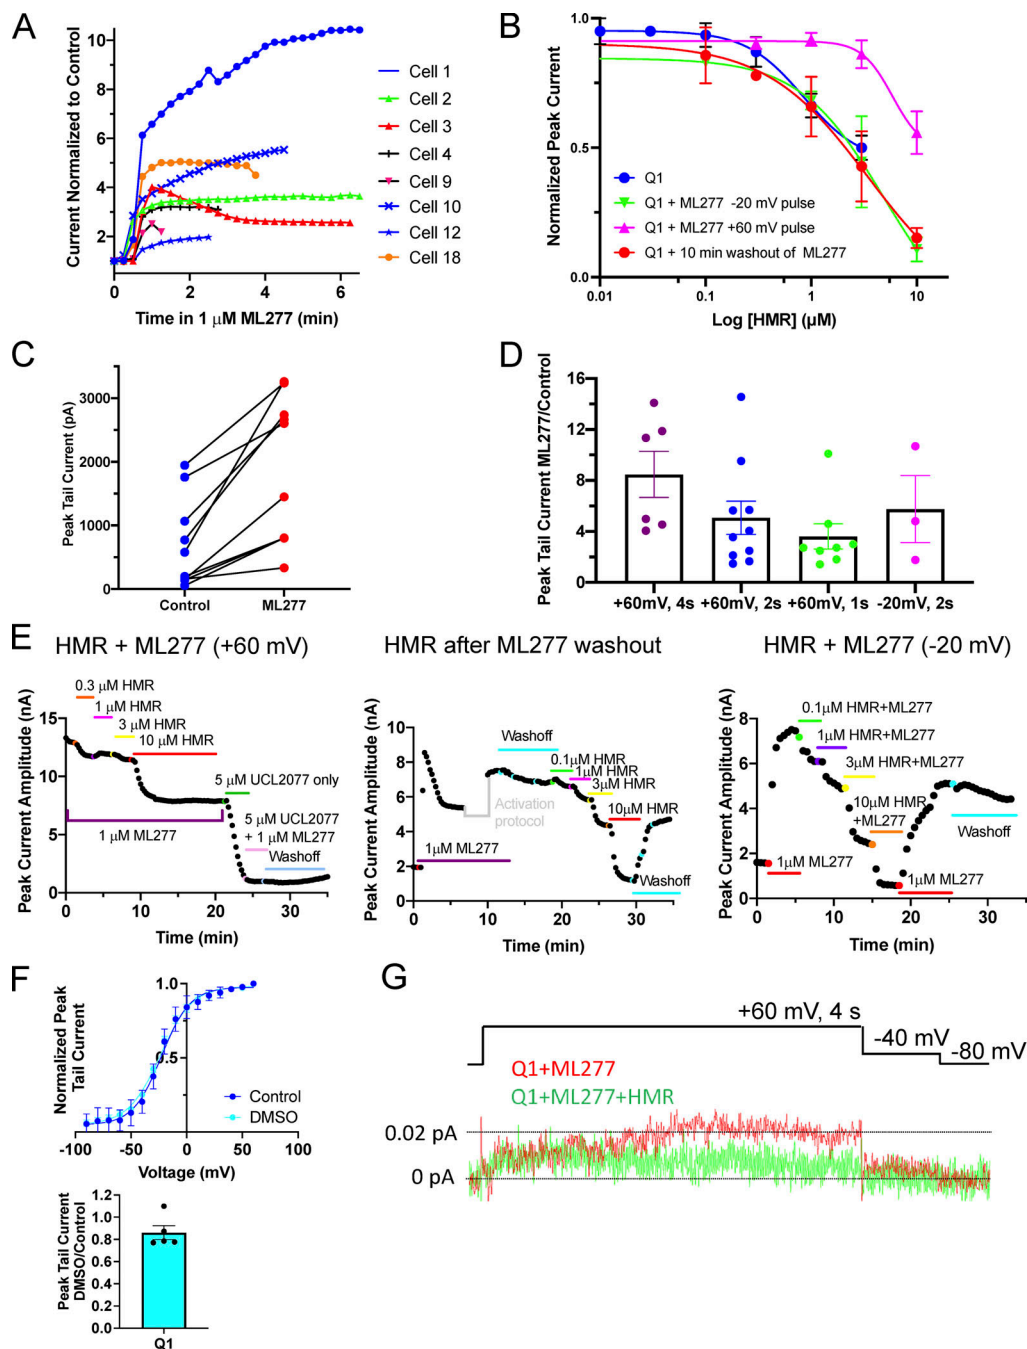 A
Current Normalized to Control
10
8
6
4
2
0
2
4
6
Time in 1 μM ML277 (min)
Cell 1
Cell 2
Cell 3
Cell 4
Cell 9
Cell 10
Cell 12
Cell 18
B
Normalized Peak Current
1.0
0.5
0.0
0.01
0.1
1
10
Log [HMR] (μM)
Q1
Q1 + ML277 -20 mV pulse
Q1 + ML277 +60 mV pulse
Q1 + 10 min washout of ML277
C
Peak Tail Current (pA)
3000
2000
1000
0
Control
ML277
D
Peak Tail Current ML277/Control
16
12
8
4
0
+60mV, 4s
+60mV, 2s
+60mV, 1s
-20mV, 2s
E
HMR + ML277 (+60 mV)
Peak Current Amplitude (nA)
15
10
5
0
0.3 μM HMR
1 μM HMR
3 μM HMR
10 μM HMR
5 μM UCL2077 only
1 μM ML277
5 μM UCL2077
+ 1 μM ML277
Washoff
0
10
20
30
Time (min)
HMR after ML277 washout
Peak Current Amplitude (nA)
10
8
6
4
2
0
Washoff
0.1μM HMR
1μM HMR
3μM HMR
10μM HMR
Activation
protocol
1μM ML277
Washoff
0
10
20
30
Time (min)
HMR + ML277 (-20 mV)
Peak Current Amplitude (nA)
8
6
4
2
0
0.1μM HMR+ML277
1μM HMR+ML277
3μM HMR+ML277
10μM HMR
+ML277
Washoff
1μM ML277
1μM ML277
0
10
20
30
Time (min)
F
Normalized Peak
Tail Current
1.0
0.5
Control
DMSO
-100
-50
0
50
Voltage (mV)
Peak Tail Current
DMSO/Control
1.2
1.0
0.8
0.6
0.4
0.2
0.0
Q1
G
+60 mV, 4 s
-40 mV
-80 mV
Q1+ML277
Q1+ML277+HMR
0.02 pA
0 pA